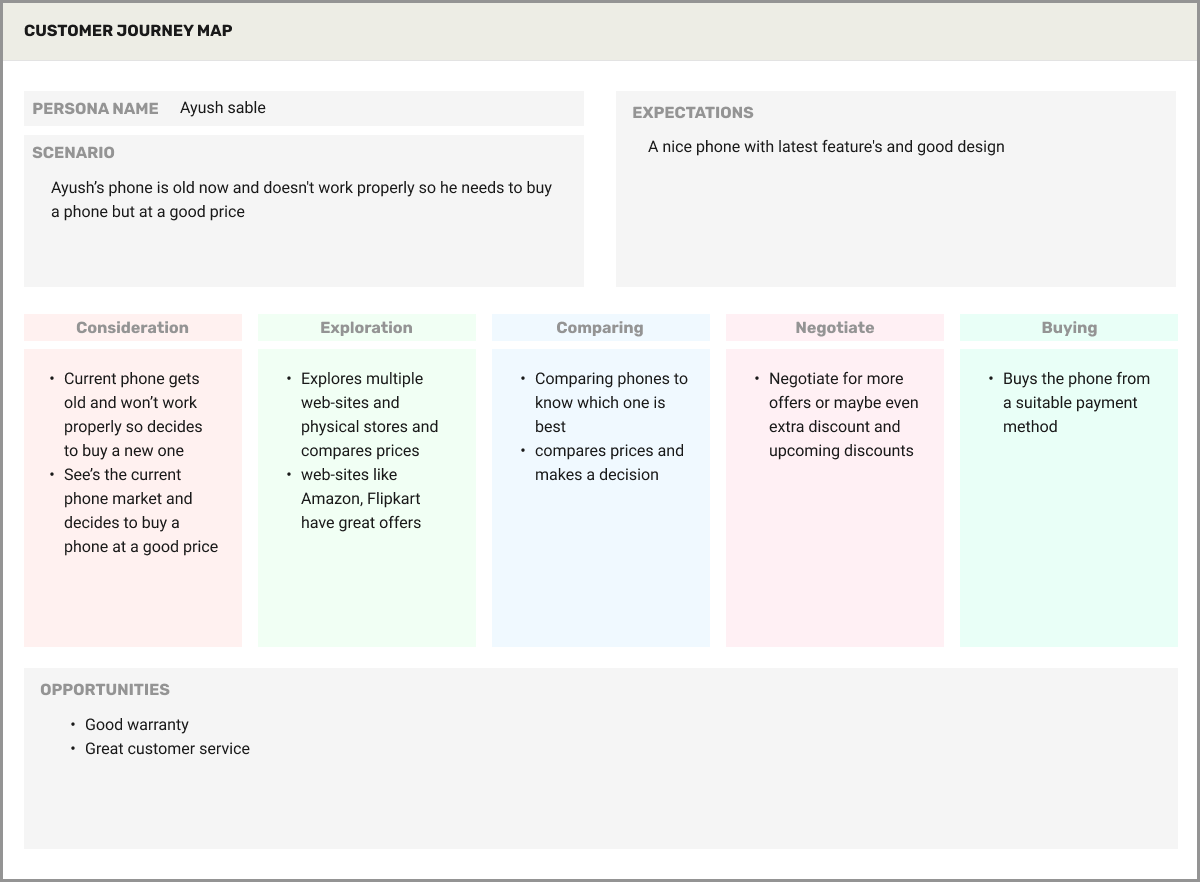 CUSTOMER JOURNEY MAP
PERSONA NAME Ayush sable
SCENARIO
Ayush’s phone is old now and doesn't work properly so he needs to buy
a phone but at a good price
EXPECTATIONS
A nice phone with latest feature's and good design
Consideration
• Current phone gets
old and won’t work
properly so decides
to buy a new one
• See’s the current
phone market and
decides to buy a
phone at a good price
Exploration
• Explores multiple
web-sites and
physical stores and
compares prices
• web-sites like
Amazon, Flipkart
have great offers
Comparing
• Comparing phones to
know which one is
best
• compares prices and
makes a decision
Negotiate
• Negotiate for more
offers or maybe even
extra discount and
upcoming discounts
Buying
• Buys the phone from
a suitable payment
method
OPPORTUNITIES
• Good warranty
• Great customer service